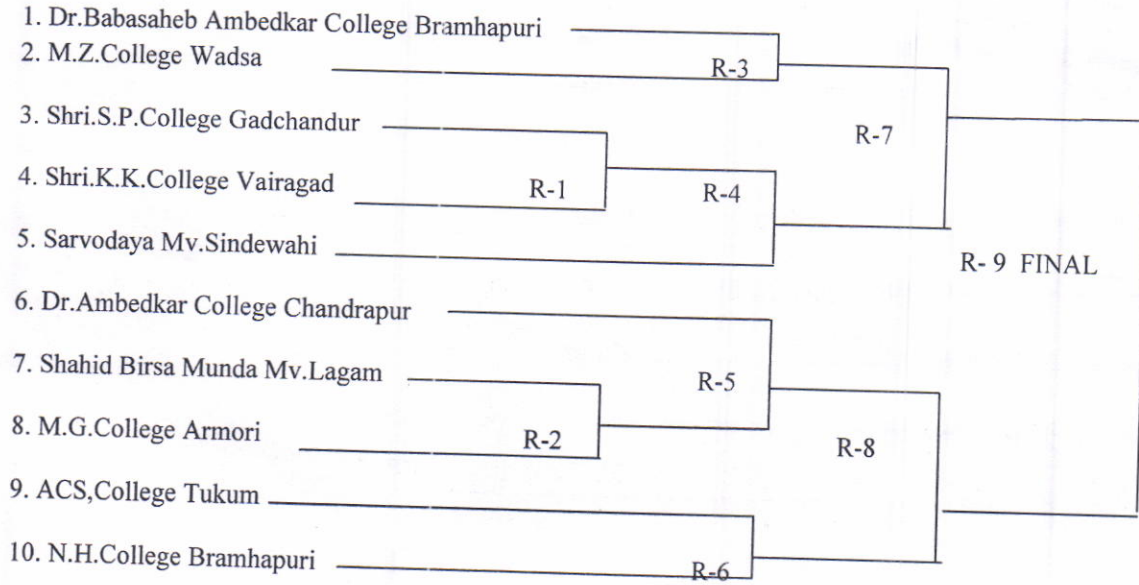 1. Dr.Babasaheb Ambedkar College Bramhapuri
2. M.Z.College Wadsa
R-3
3. Shri.S.P.College Gadchandur
R-7
4. Shri.K.K.College Vairagad
R-1
R-4
5. Sarvodaya Mv.Sindewahi
R- 9 FINAL
6. Dr.Ambedkar College Chandrapur
7. Shahid Birsa Munda Mv.Lagam
R-5
8. M.G.College Armori
R-2
R-8
9. ACS,College Tukum
10. N.H.College Bramhapuri
R-6